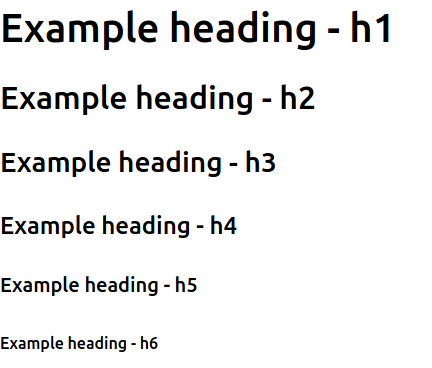 Example heading - h1
Example heading - h2
Example heading - h3
Example heading - h4
Example heading - h5
Example heading - h6